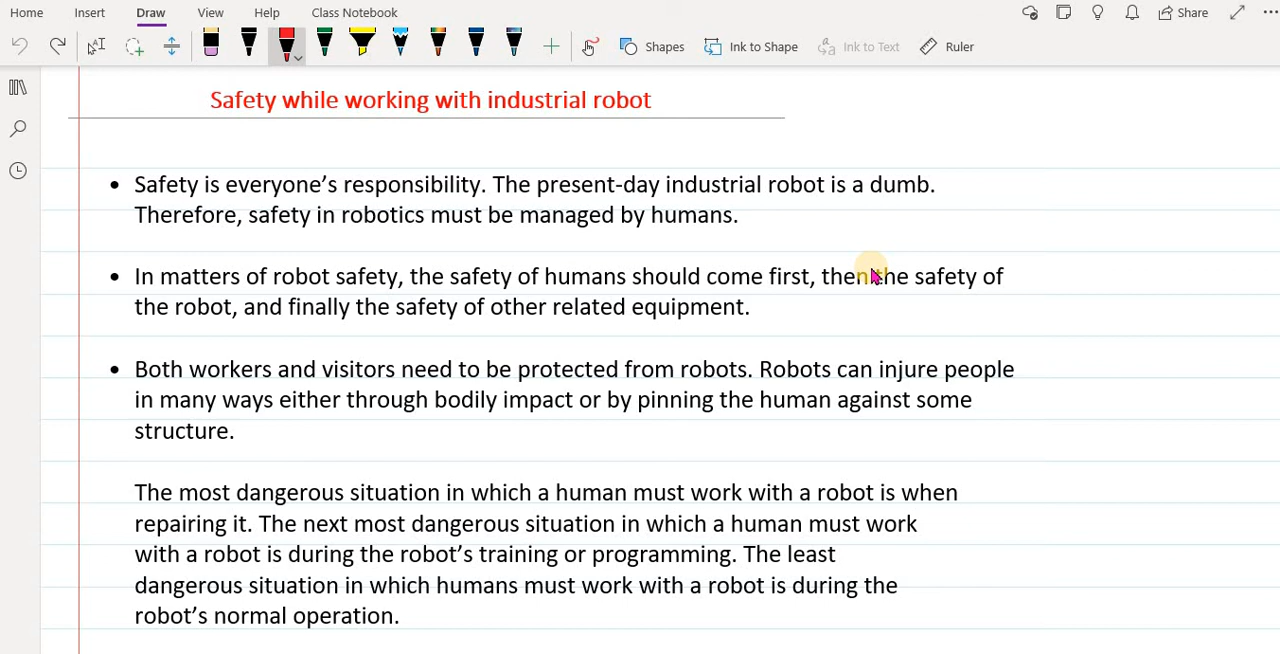 Home Insert Draw View Help Class Notebook
Share
Shapes Ink to Shape Ink to Text Ruler
Safety while working with industrial robot
• Safety is everyone’s responsibility. The present-day industrial robot is a dumb.
Therefore, safety in robotics must be managed by humans.
• In matters of robot safety, the safety of humans should come first, then the safety of
the robot, and finally the safety of other related equipment.
• Both workers and visitors need to be protected from robots. Robots can injure people
in many ways either through bodily impact or by pinning the human against some
structure.
The most dangerous situation in which a human must work with a robot is when
repairing it. The next most dangerous situation in which a human must work
with a robot is during the robot’s training or programming. The least
dangerous situation in which humans must work with a robot is during the
robot’s normal operation.